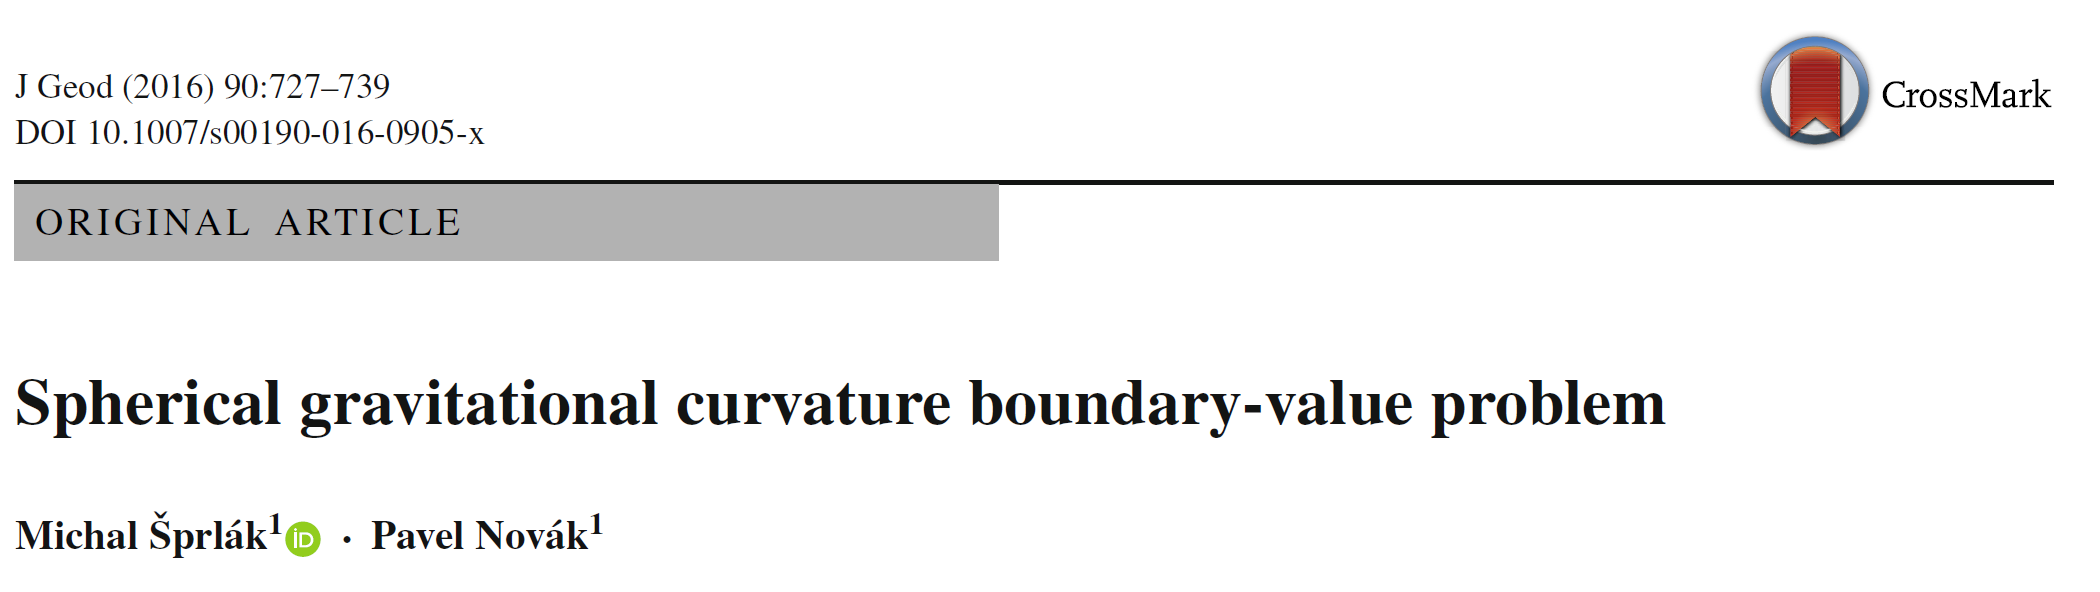 J Geod (2016) 90:727–739
DOI 10.1007/s00190-016-0905-x
CrossMark
ORIGINAL ARTICLE
Spherical gravitational curvature boundary-value problem
Michal Šprlák¹ iD · Pavel Novák¹